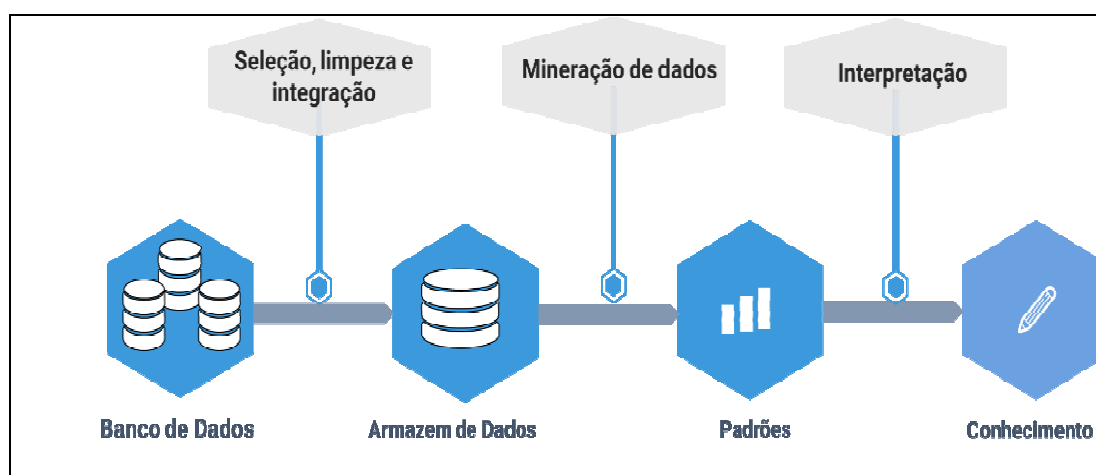 Seleção, limpeza e
integração
Mineração de dados
Interpretação
Banco de Dados
Armazem de Dados
Padrões
Conhecimento